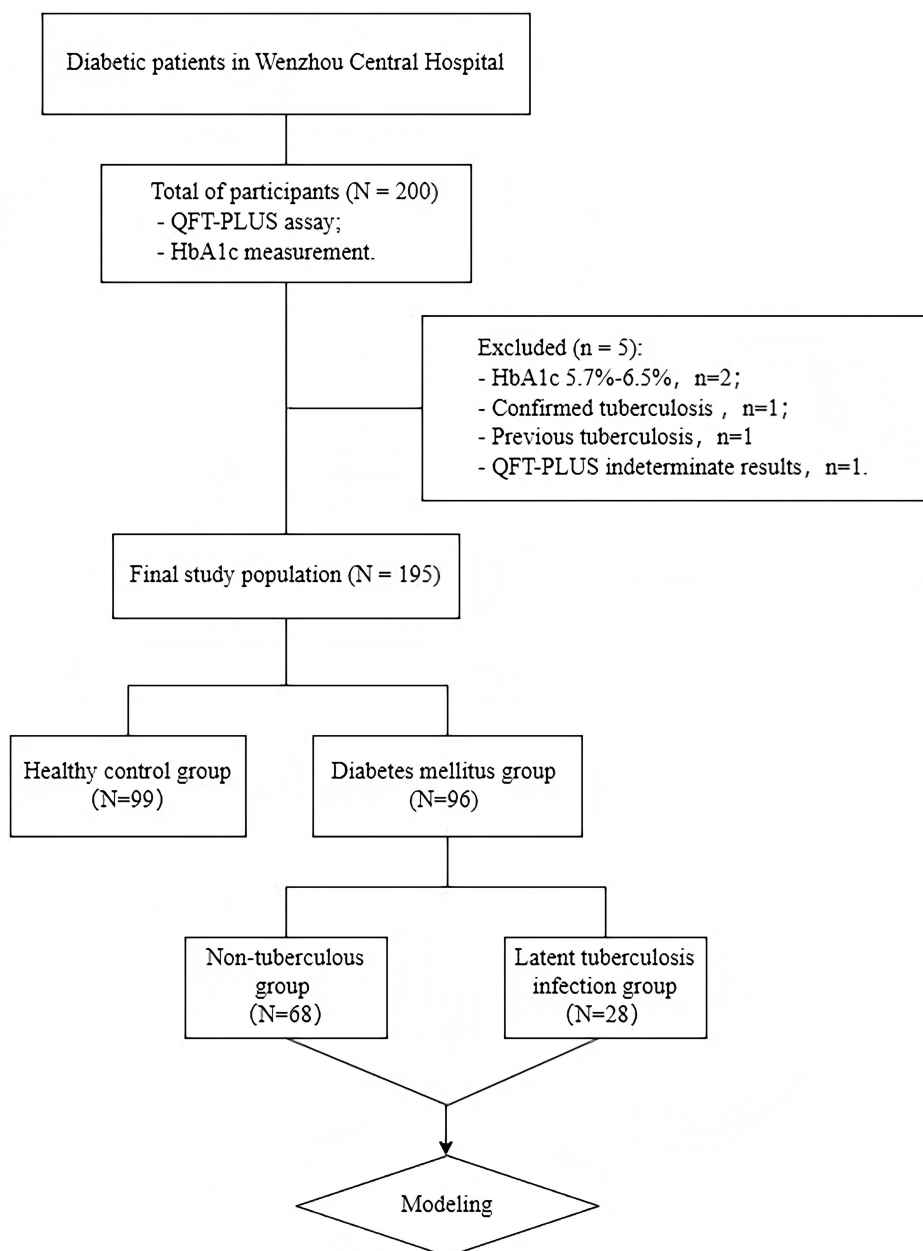 Diabetic patients in Wenzhou Central Hospital
Total of participants (N = 200)
- QFT-PLUS assay;
- HbA1c measurement.
Excluded (n = 5):
- HbA1c 5.7%-6.5%,n=2;
- Confirmed tuberculosis ,n=1;
- Previous tuberculosis,n=1
- QFT-PLUS indeterminate results,n=1.
Final study population (N = 195)
Healthy control group
(N=99)
Diabetes mellitus group
(N=96)
Non-tuberculous
group
(N=68)
Latent tuberculosis
infection group
(N=28)
Modeling